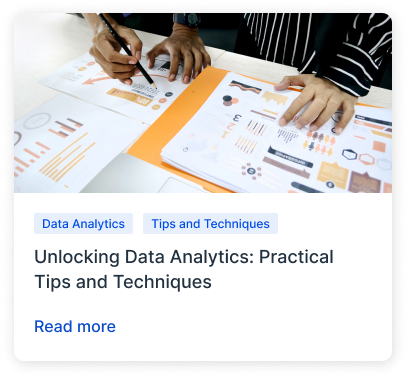 Data Analytics Tips and Techniques
Unlocking Data Analytics: Practical
Tips and Techniques
Read more